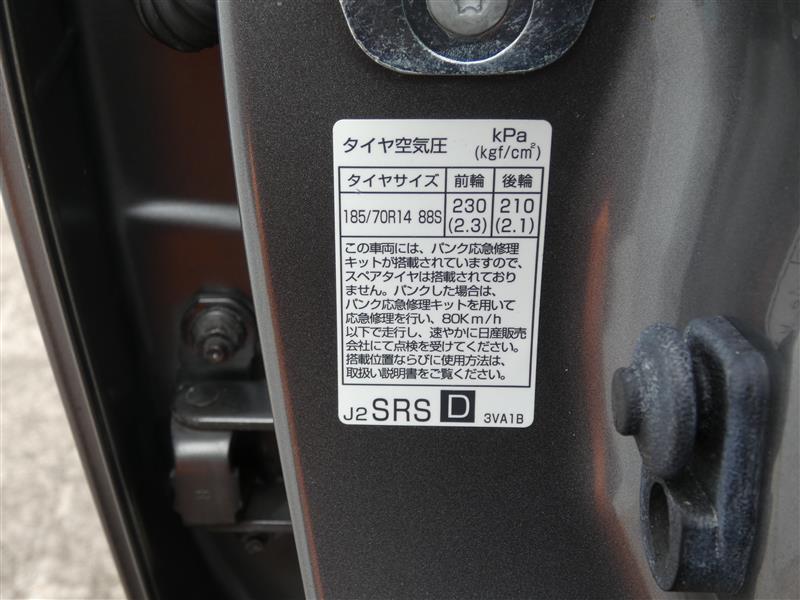 タイヤ空気圧 kPa
(kgf/cm²)
タイヤサイズ 前輪 後輪
185/70R14 88S 230 210
(2.3) (2.1)
この車両には、パンク応急修理
キットが搭載されていますので、
スペアタイヤは搭載されており
ません。パンクした場合は、
パンク応急修理キットを用いて
応急修理を行い、80Km/h
以下で走行し、速やかに日産販売
会社にて点検を受けてください。
搭載位置ならびに使用方法は、
取扱い説明書をご覧ください。
J2 SRS D 3VA1B